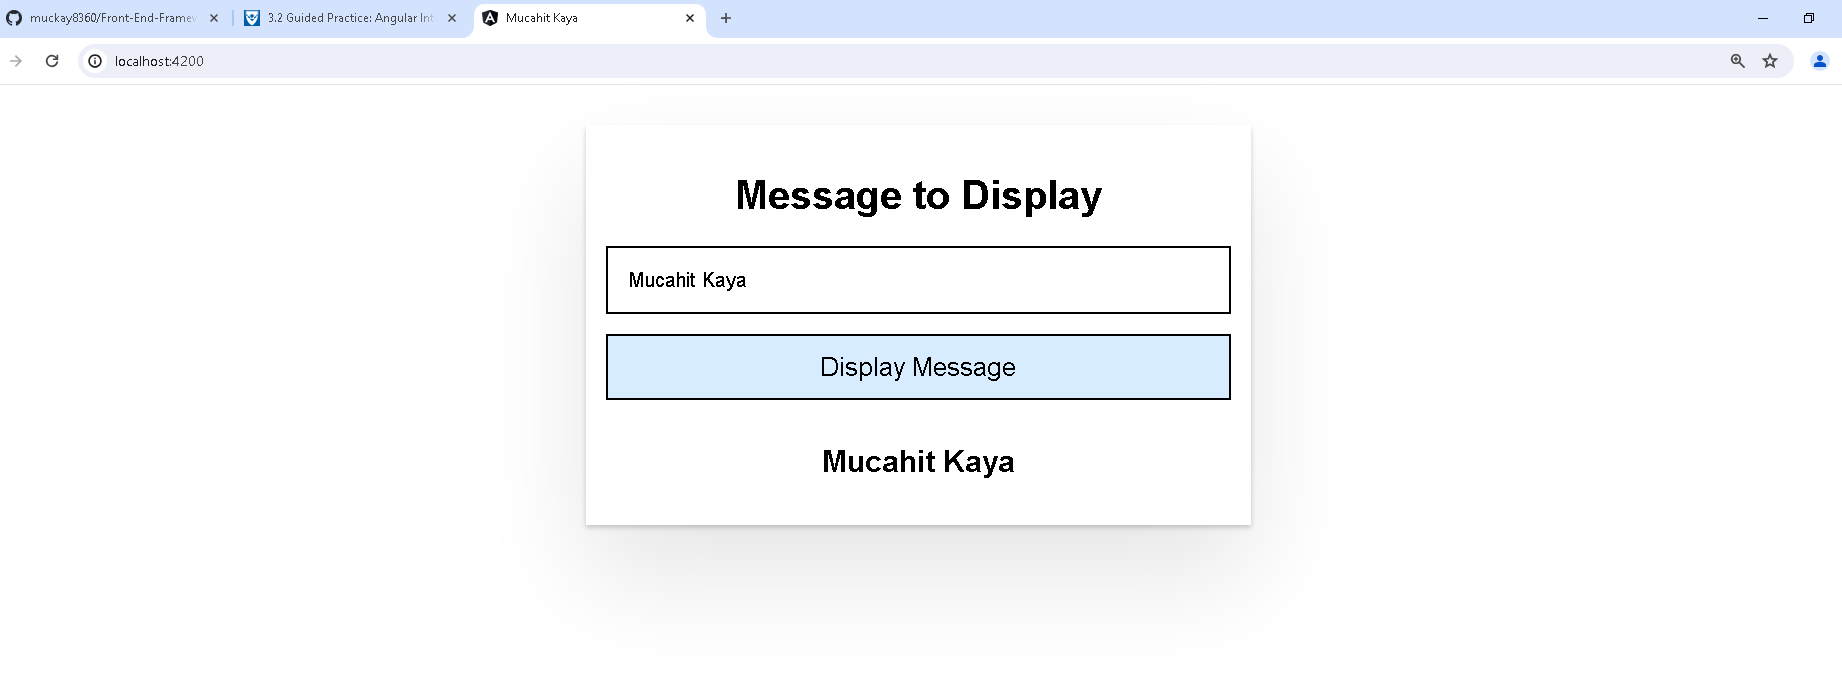 muckay8360/Front-End-Framew
3.2 Guided Practice: Angular Int
Mucahit Kaya
localhost:4200
Message to Display
Mucahit Kaya
Display Message
Mucahit Kaya